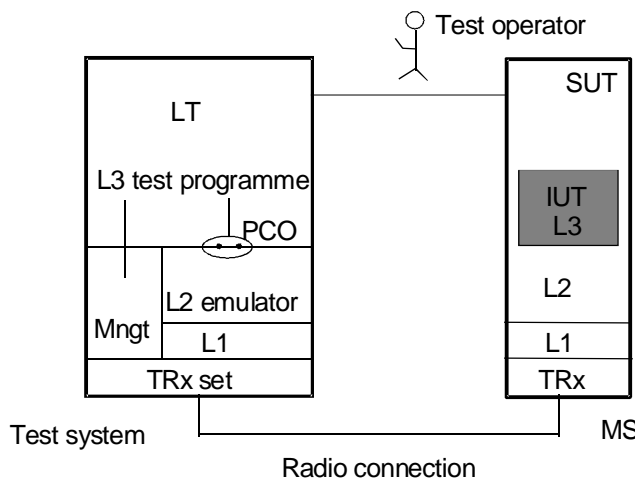 Test operator
LT
SUT
L3 test programme
PCO
IUT
L3
L2 emulator
Mngt
L1
TRx set
L2
L1
TRx
Test system
MS
Radio connection